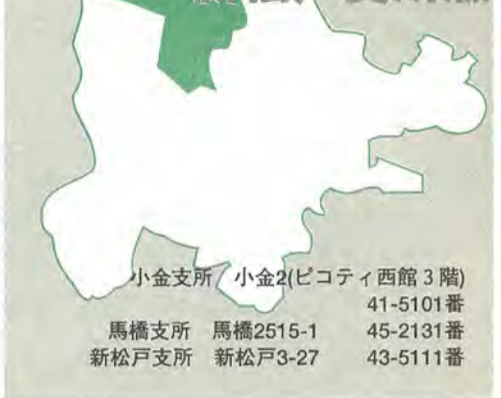 小金支所 小金2(ピコティ西館3階)
41-5101番
馬橋支所 馬橋2515-1 45-2131番
新松戸支所 新松戸3-27 43-5111番